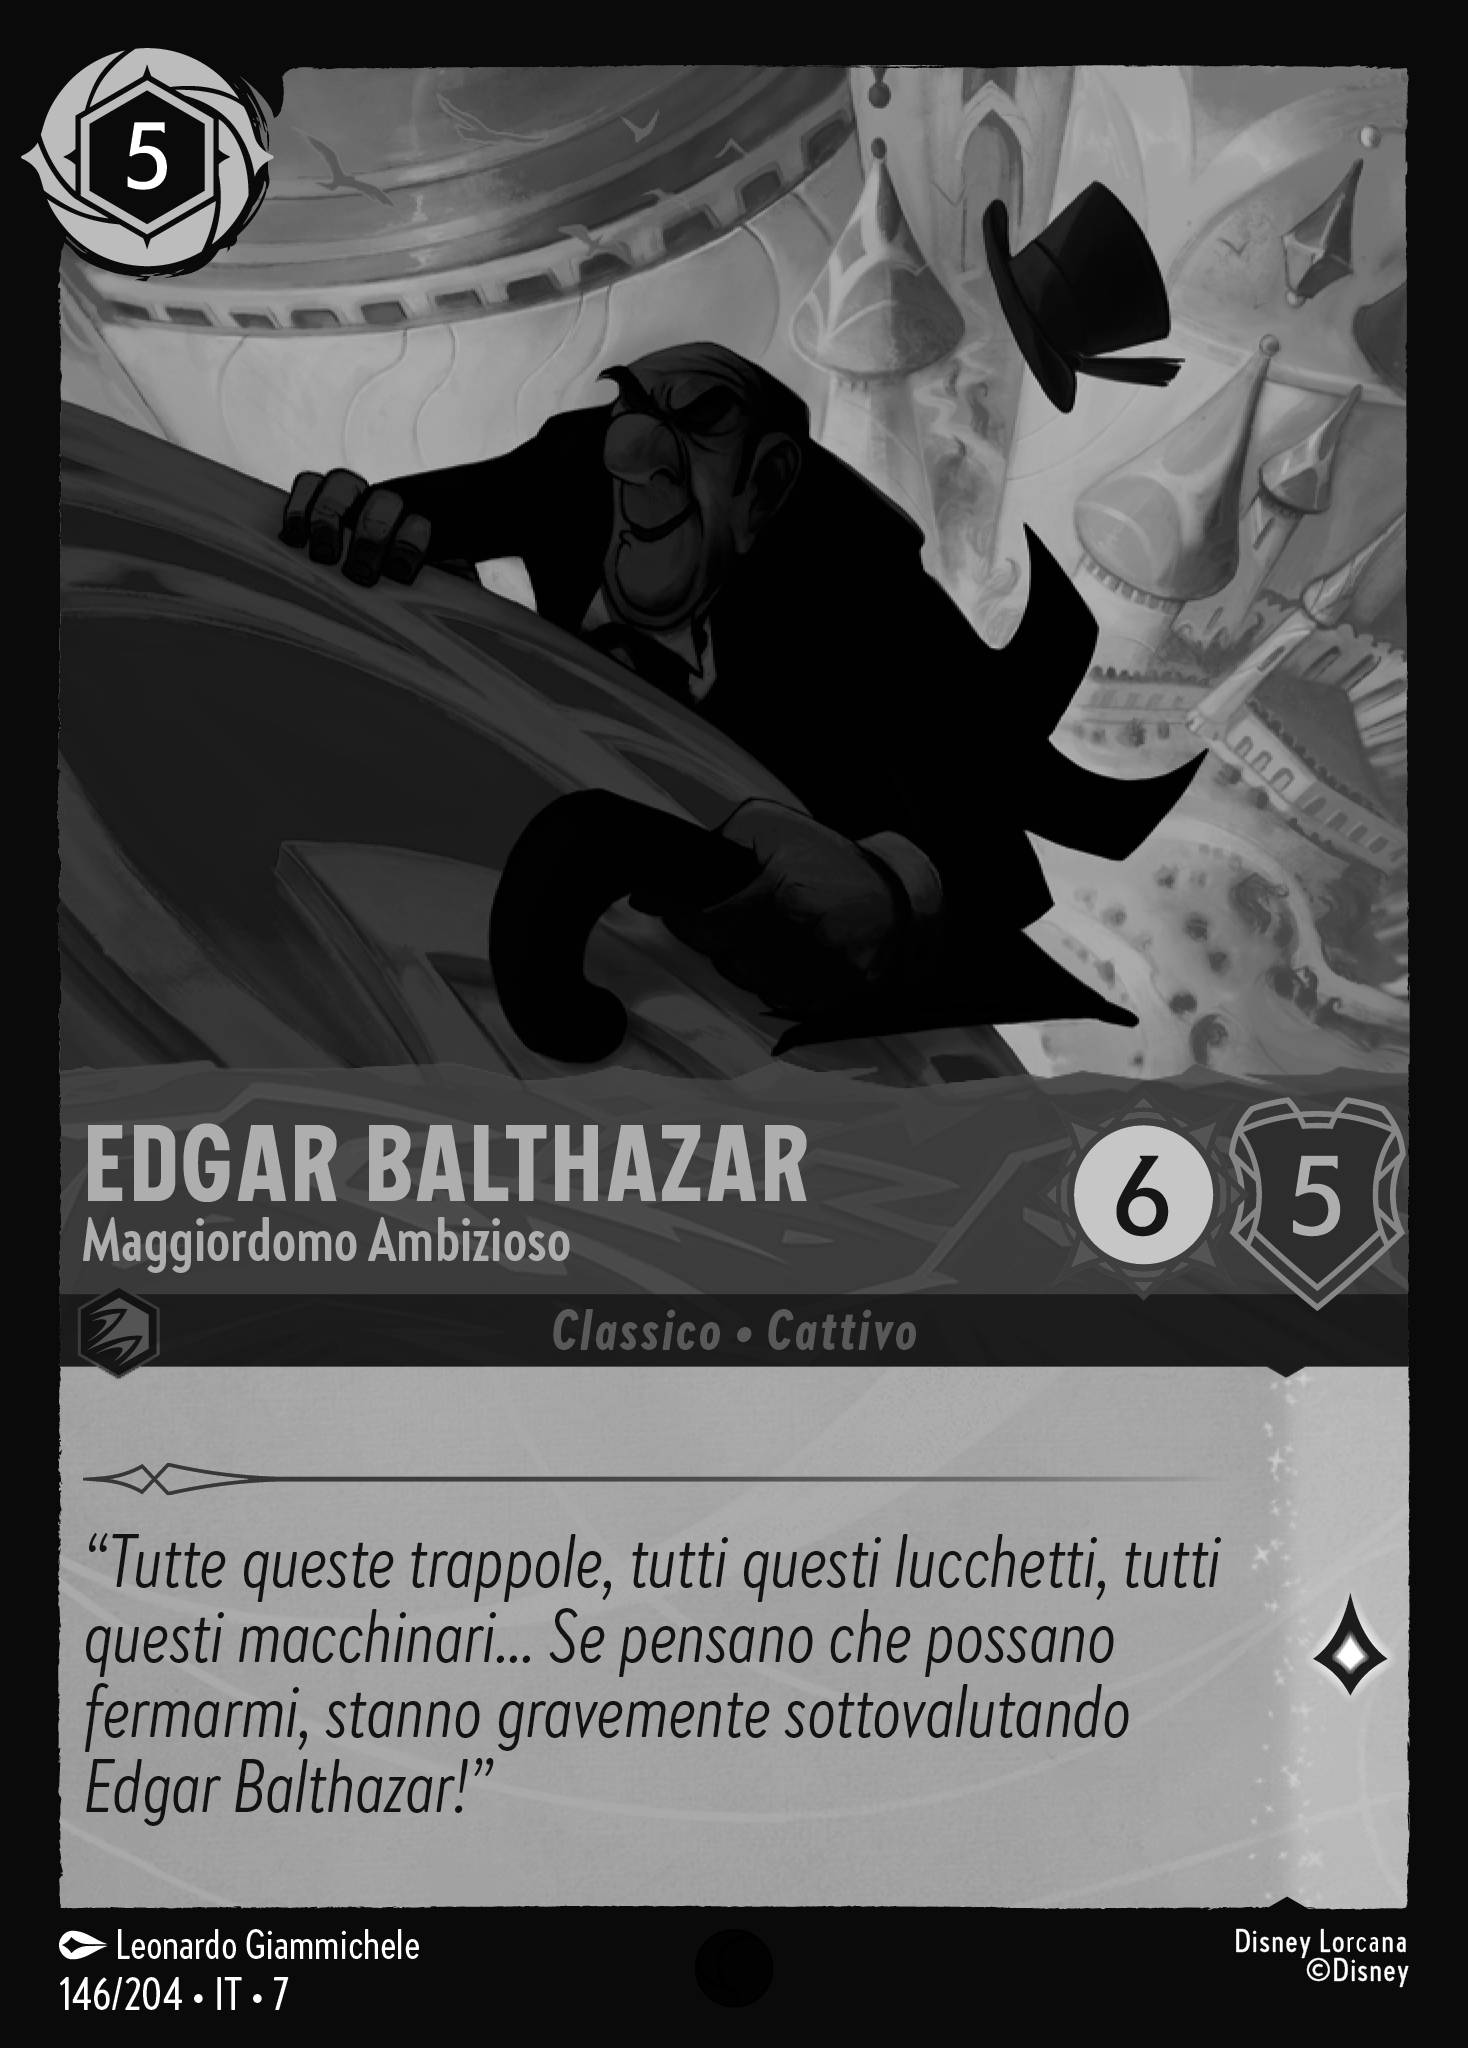 5
EDGAR BALTHAZAR
Maggiordomo Ambizioso
6
5
Classico • Cattivo
“Tutte queste trappole, tutti questi lucchetti, tutti
questi macchinari... Se pensano che possano
fermarmi, stanno gravemente sottovalutando
Edgar Balthazar!”
Leonardo Giammichele
146/204 • IT • 7
Disney Lorcana
©Disney